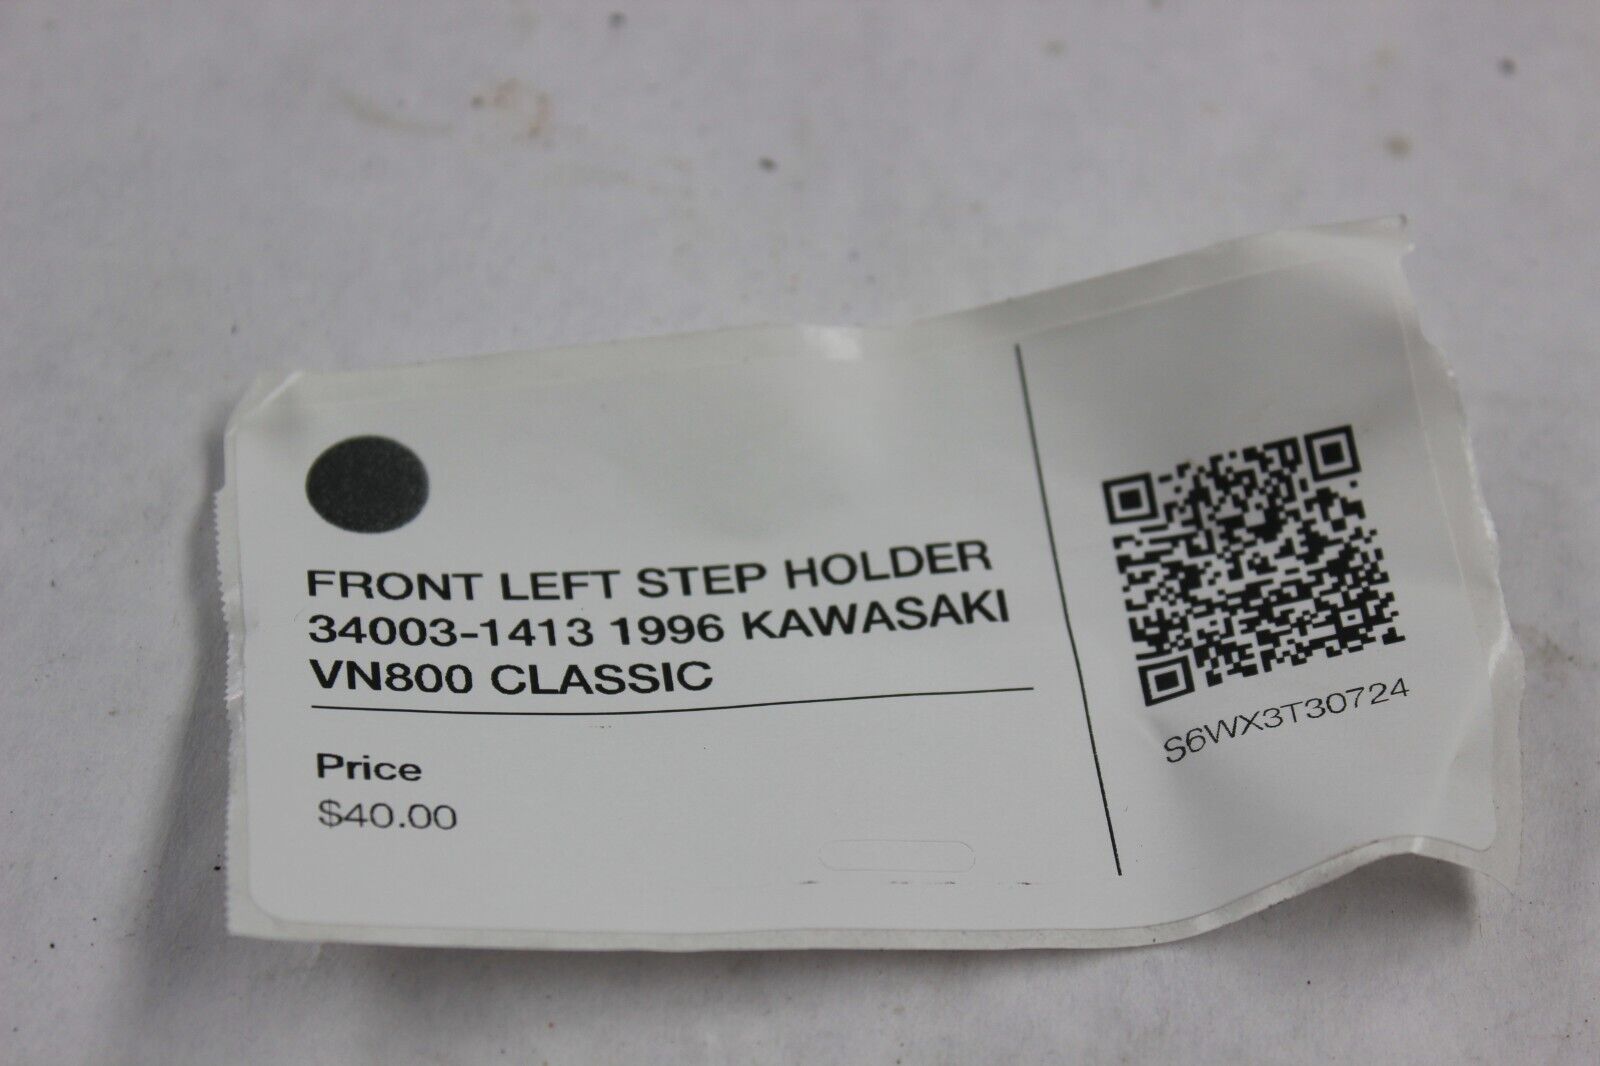 FRONT LEFT STEP HOLDER
34003-1413 1996 KAWASAKI
VN800 CLASSIC
Price
$40.00
S6WX3T30724